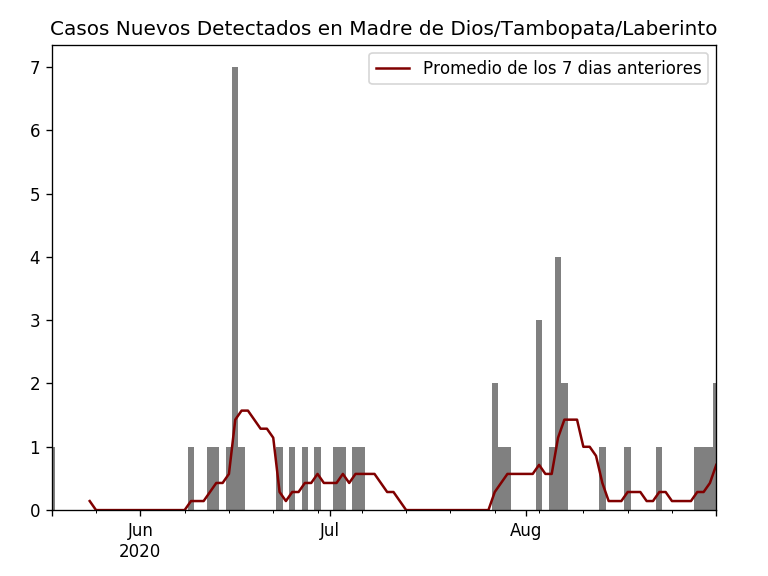 Casos Nuevos Detectados en Madre de Dios/Tambopata/Laberinto
Promedio de los 7 dias anteriores
7
6
5
4
3
2
1
0
Jun
2020
Jul
Aug